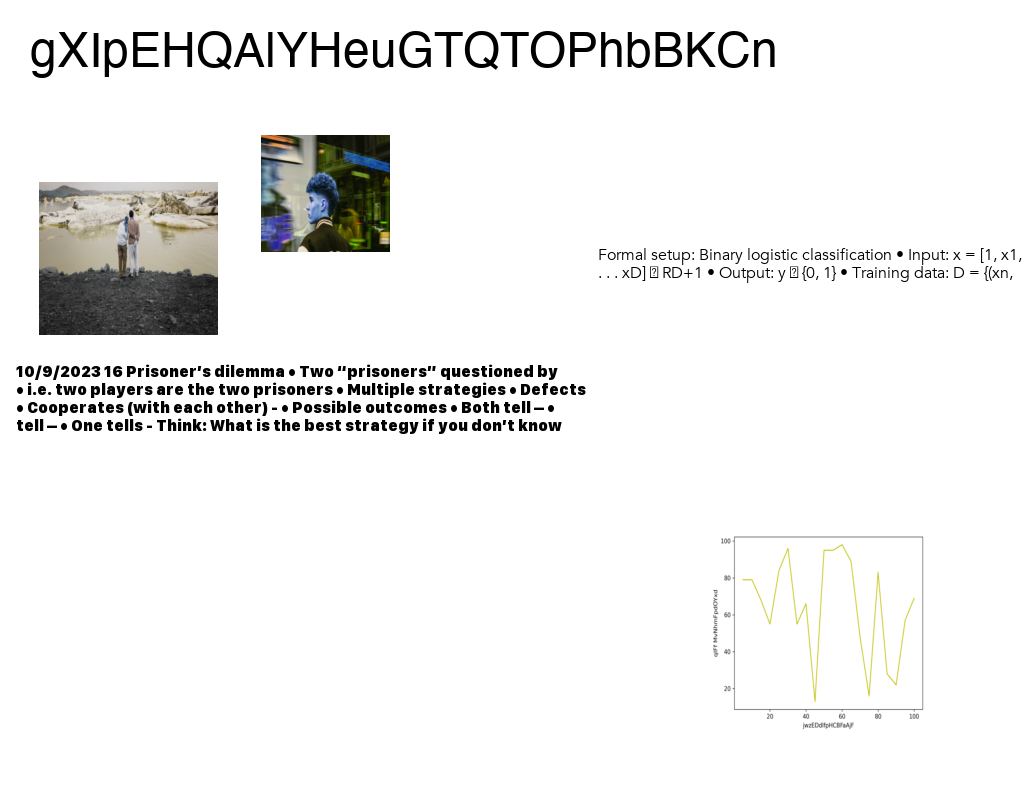 gXIpEHQAlYHeuGTQTOPhbBKCn
Formal setup: Binary logistic classification • Input: x = [1, x1,
. . . xD] RD+1 • Output: y {0, 1} • Training data: D = {(xn,
10/9/2023 16 Prisoner’s dilemma • Two “prisoners” questioned by
• i.e. two players are the two prisoners • Multiple strategies • Defects
• Cooperates (with each other) - • Possible outcomes • Both tell – •
tell – • One tells - Think: What is the best strategy if you don’t know
100
80
60
40
20
20 40 60 80 100